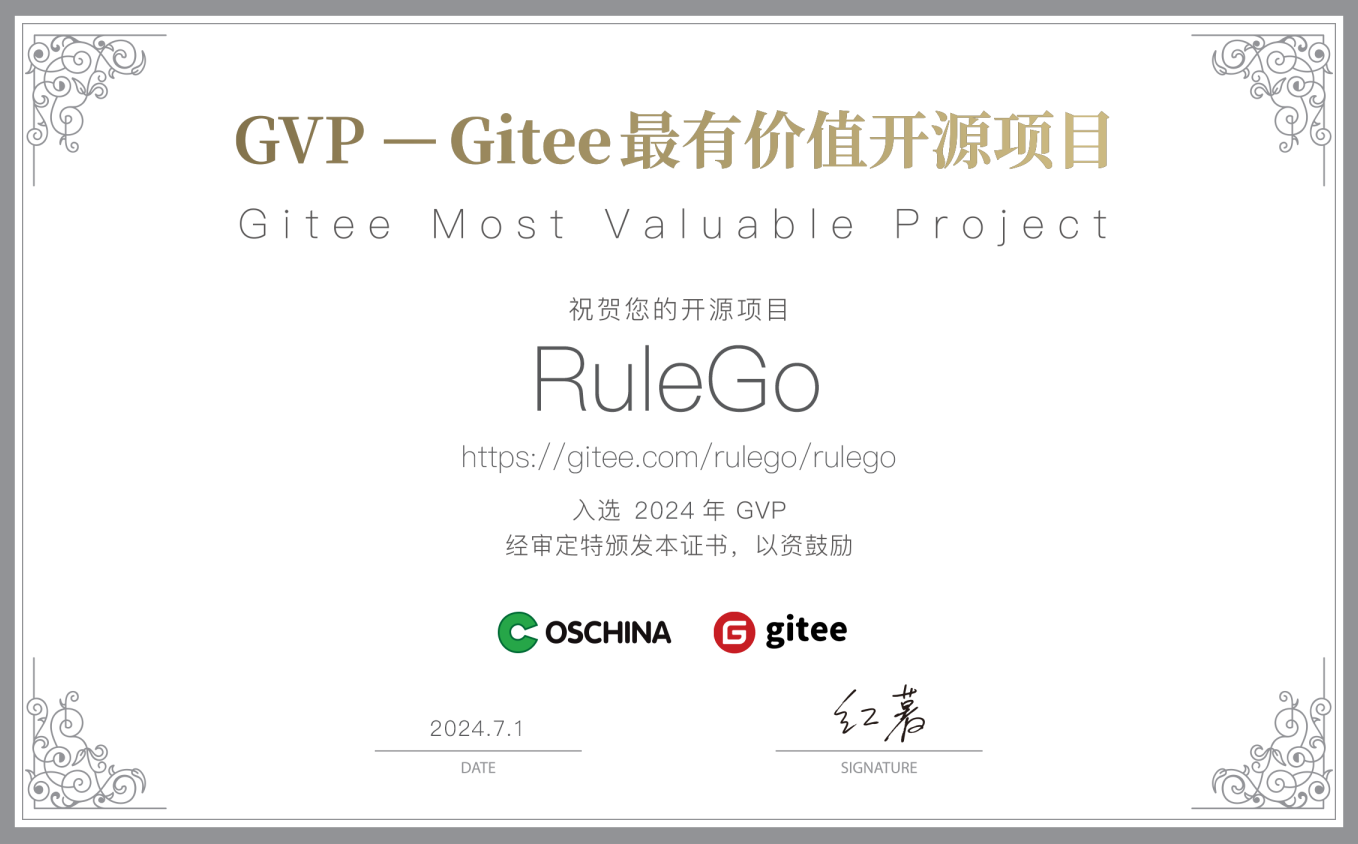 GVP — Gitee最有价值开源项目
Gitee Most Valuable Project
祝贺您的开源项目
RuleGo
https://gitee.com/rulego/rulego
入选 2024 年 GVP
经审定特颁发本证书，以资鼓励
OSCHINA gitee
2024.7.1 红薯
DATE SIGNATURE